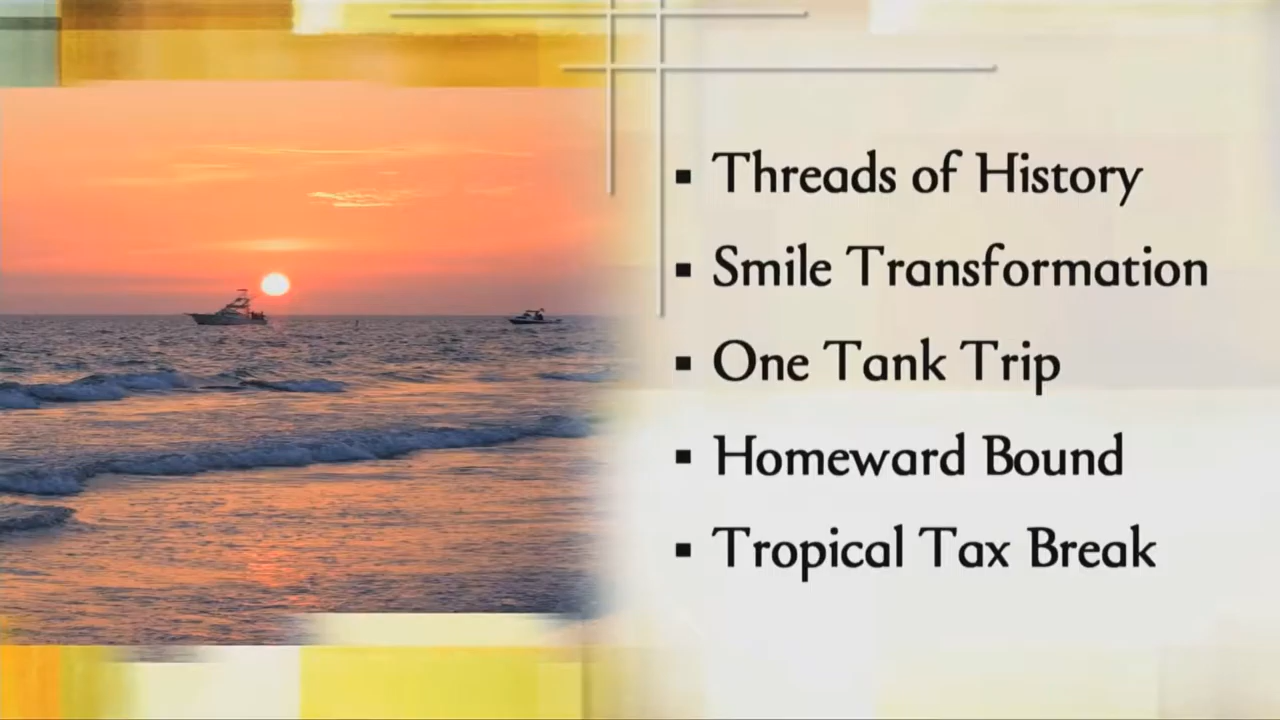 ▪ Threads of History
▪ Smile Transformation
▪ One Tank Trip
▪ Homeward Bound
▪ Tropical Tax Break